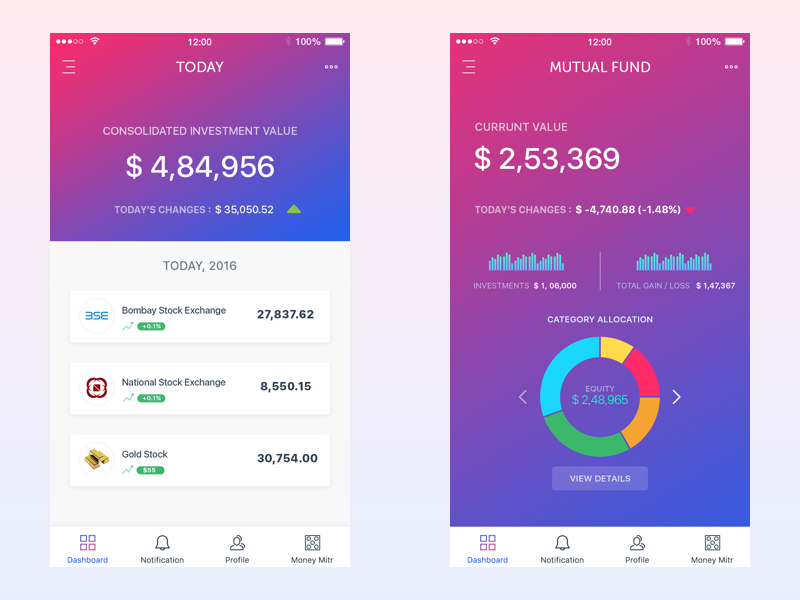 12:00
100%
TODAY
CONSOLIDATED INVESTMENT VALUE
$ 4,84,956
TODAY'S CHANGES : $ 35,050.52
TODAY, 2016
BSE
Bombay Stock Exchange
+0.1%
27,837.62
National Stock Exchange
+0.1%
8,550.15
Gold Stock
$55
30,754.00
Dashboard
Notification
Profile
Money Mitr
12:00
100%
MUTUAL FUND
CURRUNT VALUE
$ 2,53,369
TODAY'S CHANGES : $ -4,740.88 (-1.48%)
INVESTMENTS $ 1, 06,000
TOTAL GAIN / LOSS $ 1,47,367
CATEGORY ALLOCATION
EQUITY
$ 2,48,965
VIEW DETAILS
Dashboard
Notification
Profile
Money Mitr